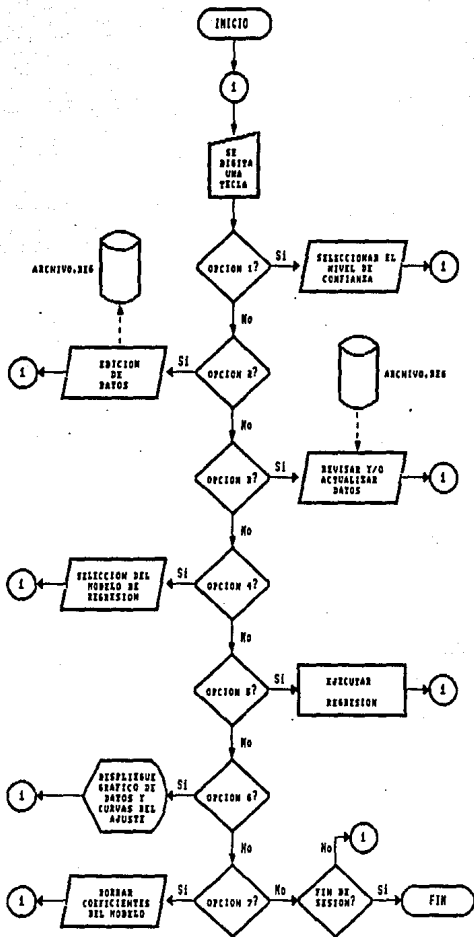 INICIO
1
SE
DIGITA
UNA
TECLA
OPCION 1?
Si
SELECCIONAR EL
NIVEL DE
CONFIANZA
1
No
ARCHIVO.REG
1
EDICION
DE
DATOS
Si
OPCION 2?
No
ARCHIVO.REG
OPCION 3?
Si
REVISAR Y/O
ACTUALIZAR
DATOS
1
No
1
SELECCION DEL
MODELO DE
REGRESION
Si
OPCION 4?
No
OPCION 5?
Si
EJECUTAR
REGRESION
1
No
1
DESPLIEGUE
GRAFICO DE
DATOS Y
CURVAS DEL
AJUSTE
Si
OPCION 6?
No
1
No
1
BORRAR
COEFICIENTES
DEL MODELO
Si
OPCION 7?
No
FIN DE
SESION?
Si
FIN